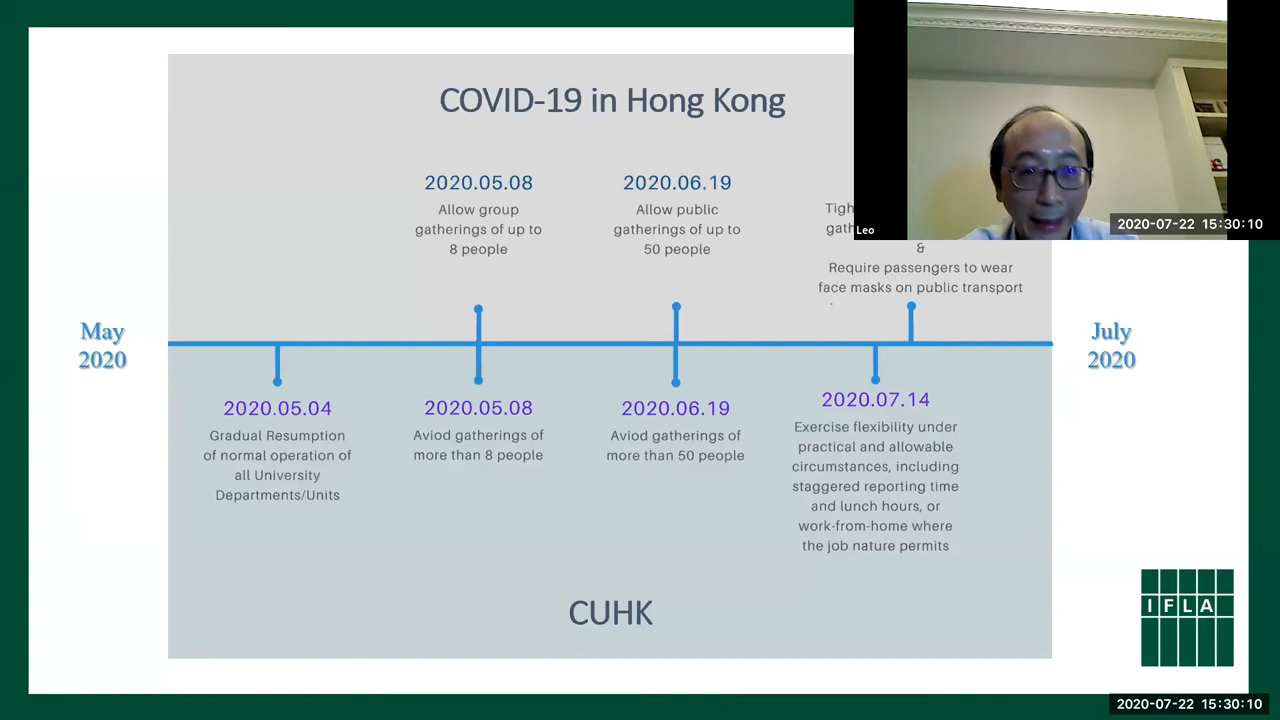 COVID-19 in Hong Kong
2020.05.08
Allow group
gatherings of up to
8 people
2020.06.19
Allow public
gatherings of up to
50 people
&
Require passengers to wear
face masks on public transport
Leo
2020-07-22 15:30:10
May
2020
July
2020
2020.05.04
Gradual Resumption
of normal operation of
all University
Departments/Units
2020.05.08
Aviod gatherings of
more than 8 people
2020.06.19
Aviod gatherings of
more than 50 people
2020.07.14
Exercise flexibility under
practical and allowable
circumstances, including
staggered reporting time
and lunch hours, or
work-from-home where
the job nature permits
CUHK
IFLA
2020-07-22 15:30:10